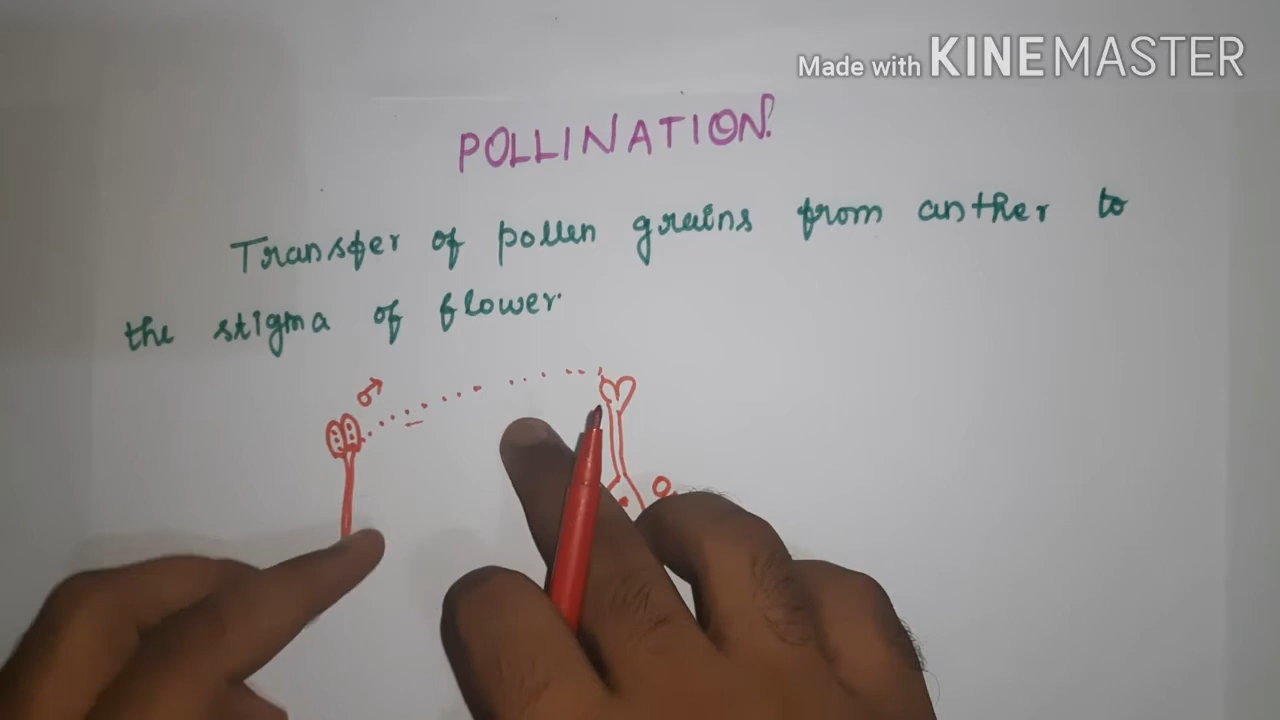 Made with KINEMASTER
POLLINATION.
Transfer of pollen grains from anther to
the stigma of flower.